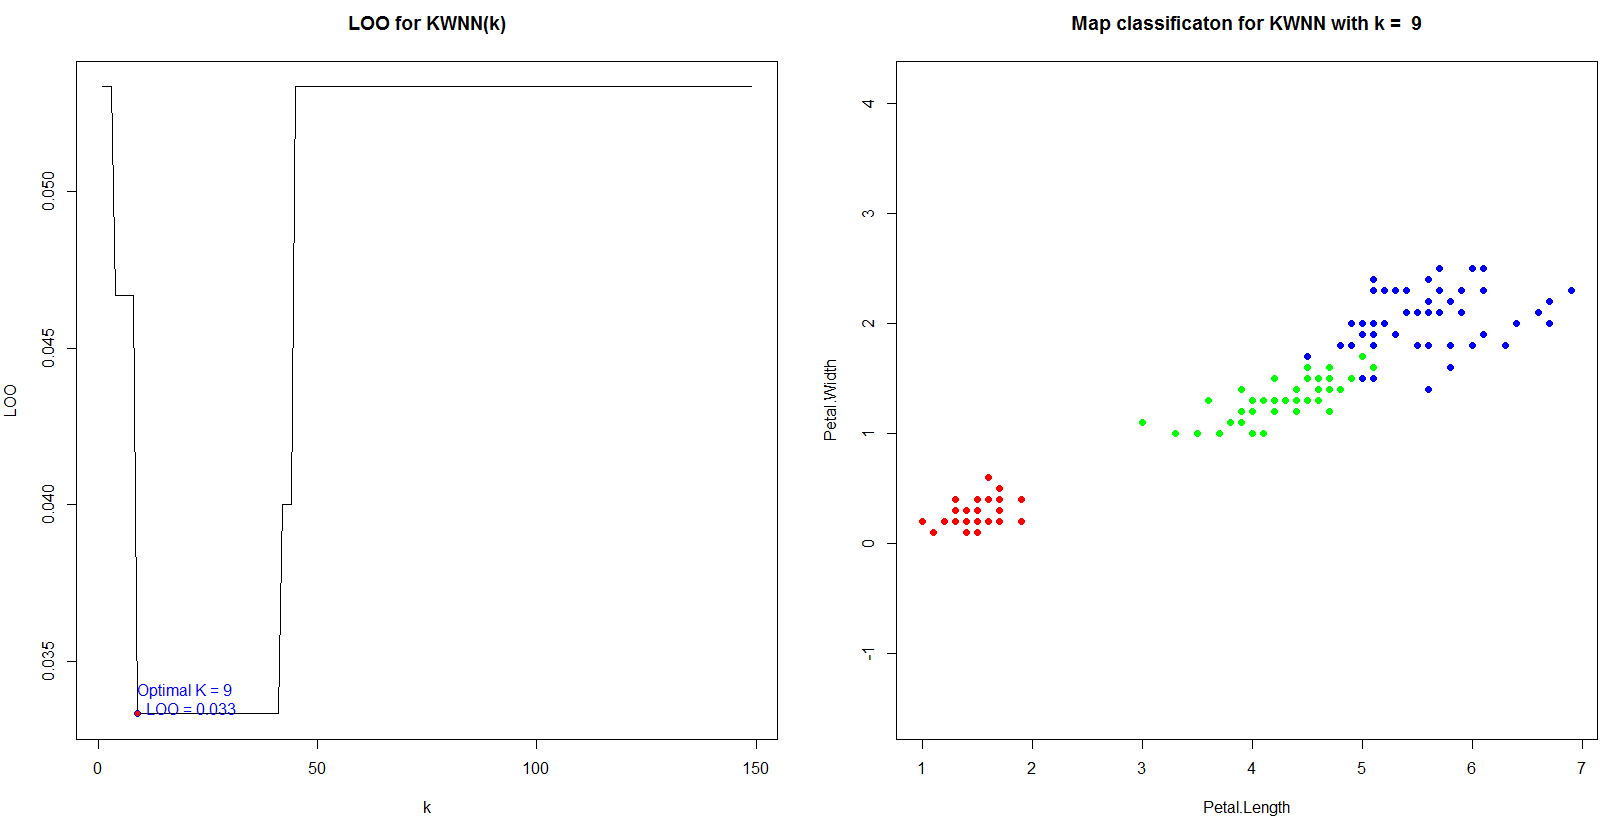 LOO for KWNN(k)
LOO
0.050
0.045
0.040
0.035
Optimal K = 9
LOO = 0.033
0 50 100 150
k
Map classificaton for KWNN with k = 9
Petal.Width
4
3
2
1
0
-1
1 2 3 4 5 6 7
Petal.Length